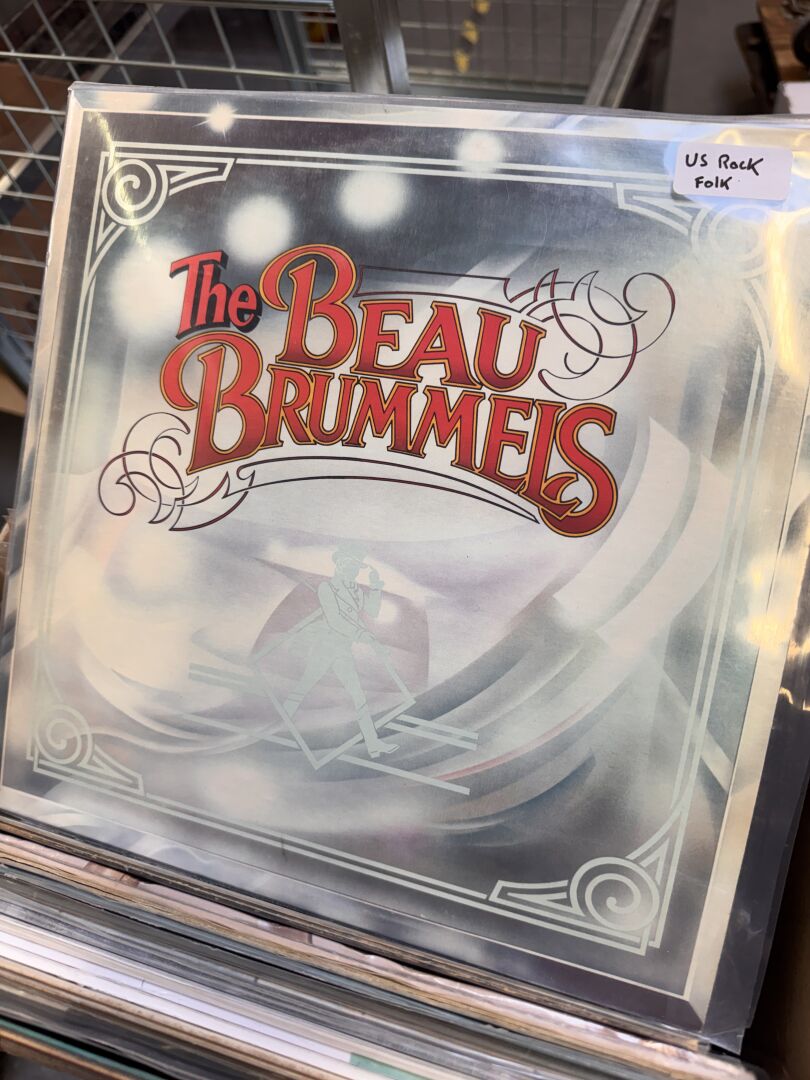 US Rock
Folk
The BEAU
BRUMMELS